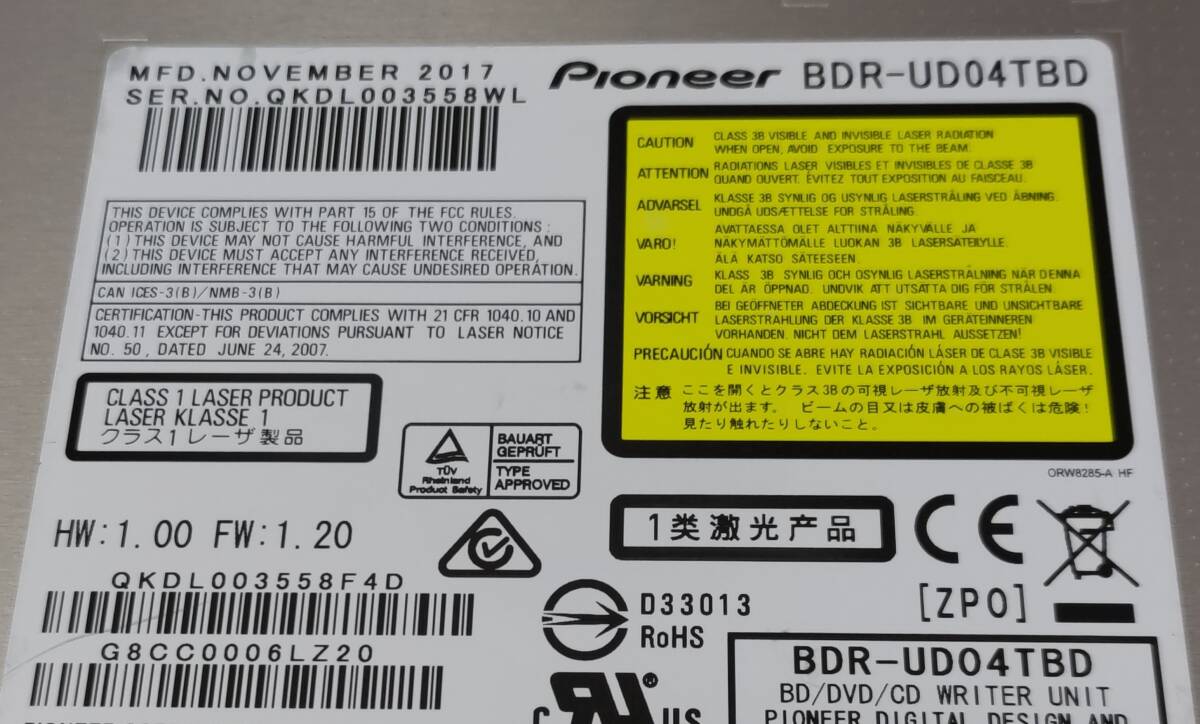 MFD.NOVEMBER 2017
SER.NO.QKDL003558WL
Pioneer BDR-UD04TBD
CAUTION CLASS 3B VISIBLE AND INVISIBLE LASER RADIATION
WHEN OPEN, AVOID EXPOSURE TO THE BEAM.
ATTENTION RADIATIONS LASER VISIBLES ET INVISIBLES DE CLASSE 3B
QUAND OUVERT. ÉVITEZ TOUT EXPOSITION AU FAISCEAU.
ADVARSEL KLASSE 3B SYNLIG OG USYNLIG LASERSTRÅLING VED ÅBNING.
UNDGÅ UDSÆTTELSE FOR STRÅLING.
VARO! AVATTAESSA OLET ALTTIINA NÄKYVÄLLE JA
NÄKYMÄTTÖMÄLLE LUOKAN 3B LASERSÄTEILYLLE.
ÄLÄ KATSO SÄTEESEEN.
VARNING KLASS 3B SYNLIG OCH OSYNLIG LASERSTRÅLNING NÄR DENNA
DEL ÄR ÖPPNAD. UNDVIK ATT UTSÄTTA DIG FÖR STRÅLEN.
VORSICHT BEI GEÖFFNETER ABDECKUNG IST SICHTBARE UND UNSICHTBARE
LASERSTRAHLUNG DER KLASSE 3B IM GERÄTEINNEREN
VORHANDEN. NICHT DEM LASERSTRAHL AUSSETZEN!
PRECAUCIÓN CUANDO SE ABRE HAY RADIACIÓN LÁSER DE CLASE 3B VISIBLE
E INVISIBLE. EVITE LA EXPOSICIÓN A LOS RAYOS LÁSER.
注意 ここを開くとクラス3Bの可視レーザ放射及び不可視レーザ
放射が出ます。 ビームの目又は皮膚への被ばくは危険!
見たり触れたりしないこと。
ORW8285-A HF
THIS DEVICE COMPLIES WITH PART 15 OF THE FCC RULES.
OPERATION IS SUBJECT TO THE FOLLOWING TWO CONDITIONS :
(1) THIS DEVICE MAY NOT CAUSE HARMFUL INTERFERENCE, AND
(2) THIS DEVICE MUST ACCEPT ANY INTERFERENCE RECEIVED,
INCLUDING INTERFERENCE THAT MAY CAUSE UNDESIRED OPERATION.
CAN ICES-3(B)/NMB-3(B)
CERTIFICATION-THIS PRODUCT COMPLIES WITH 21 CFR 1040.10 AND
1040.11 EXCEPT FOR DEVIATIONS PURSUANT TO LASER NOTICE
NO. 50, DATED JUNE 24, 2007.
CLASS 1 LASER PRODUCT
LASER KLASSE 1
クラス1レーザ製品
TÜV
Rheinland
Product Safety
BAUART
GEPRÜFT
TYPE
APPROVED
1类激光产品
CE
HW:1.00 FW:1.20
QKDL003558F4D
G8CC0006LZ20
D33013
RoHS
[ZP0]
c RU® US
BDR-UD04TBD
BD/DVD/CD WRITER UNIT
PIONEER DIGITAL DESIGN AND